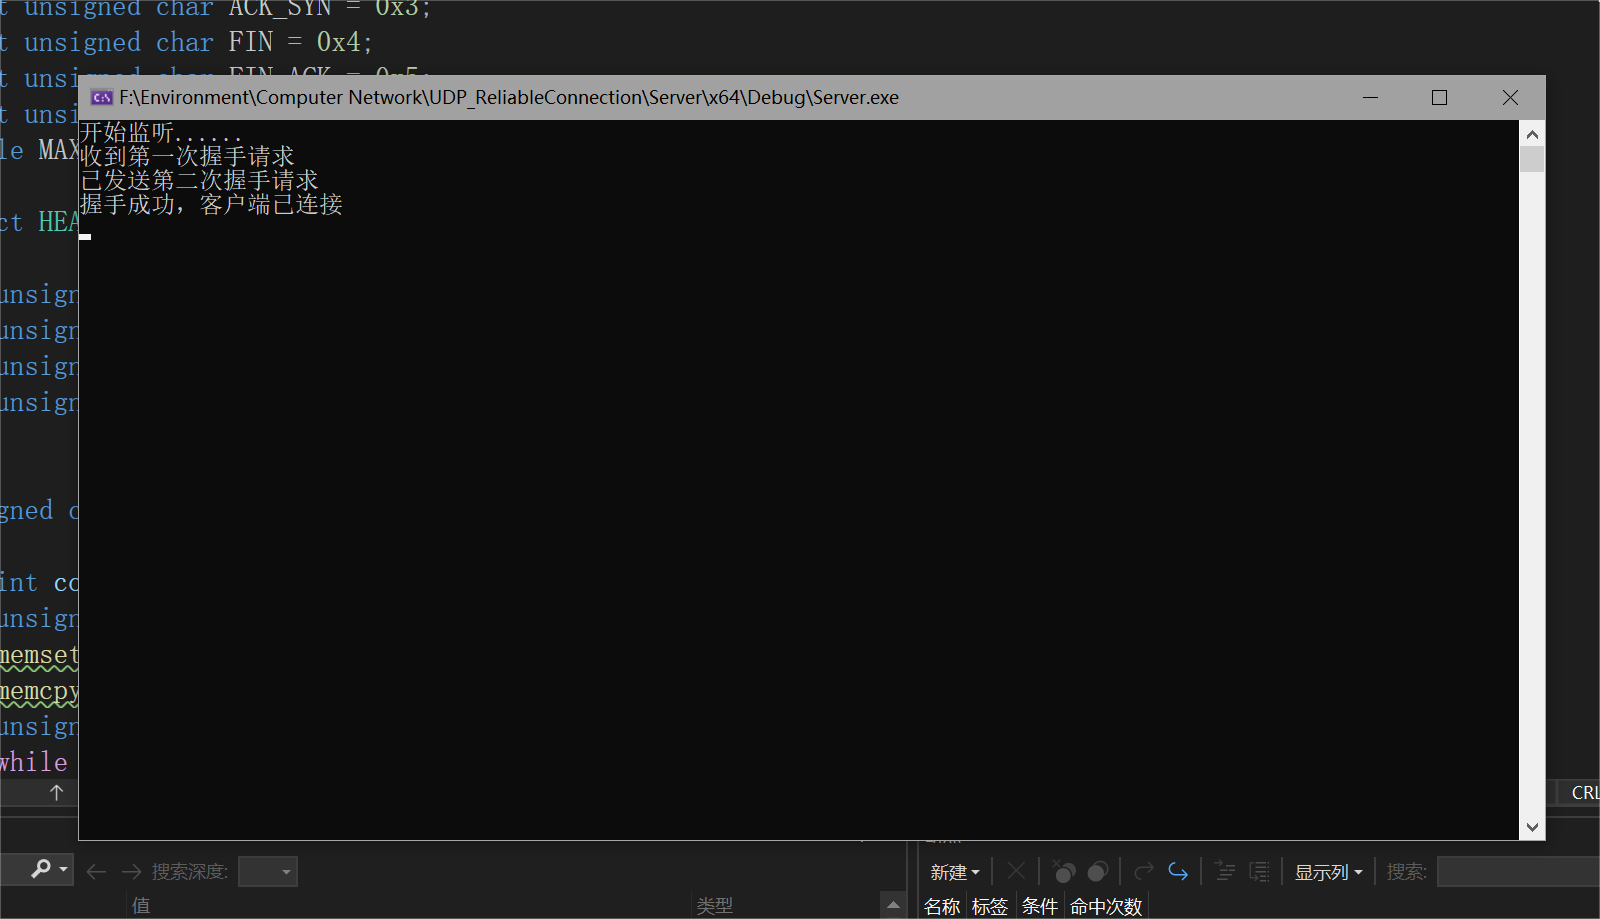 t unsigned char ACK_SYN = 0x3;
t unsigned char FIN = 0x4;
t unsigned char FIN_ACK = 0x5;
t unsi
le MAX
ct HEA
unsign
unsign
unsign
unsign
gned c
int co
unsign
memset
memcpy
unsign
while
F:\Environment\Computer Network\UDP_ReliableConnection\Server\x64\Debug\Server.exe
开始监听......
收到第一次握手请求
已发送第二次握手请求
握手成功，客户端已连接
CRL
搜索深度:
值 类型
新建 显示列 搜索:
名称 标签 条件 命中次数